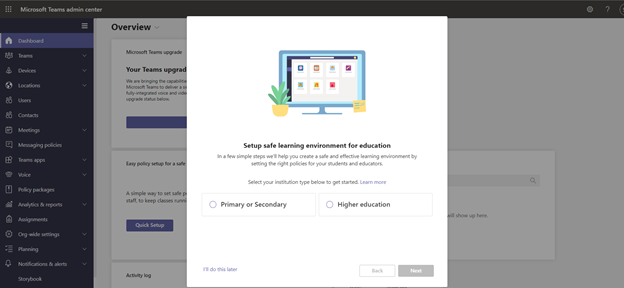 Microsoft Teams admin center
?
Dashboard
Teams
Devices
Locations
Users
Contacts
Meetings
Messaging policies
Teams apps
Voice
Policy packages
Analytics & reports
Assignments
Org-wide settings
Planning
Notifications & alerts
Storybook
Overview
Microsoft Teams upgrade
Your Teams upgrad
We are bringing the capabilities
Microsoft Teams to deliver a si
fully-integrated voice and vide
upgrade status below.
Easy policy setup for a safe
A simple way to set safe po
staff, to keep classes runnin
Quick Setup
Activity log
will show up here.
Setup safe learning environment for education
In a few simple steps we'll help you create a safe and effective learning environment by
setting the right policies for your students and educators.
Select your institution type below to get started. Learn more
Primary or Secondary
Higher education
I'll do this later
Back
Next